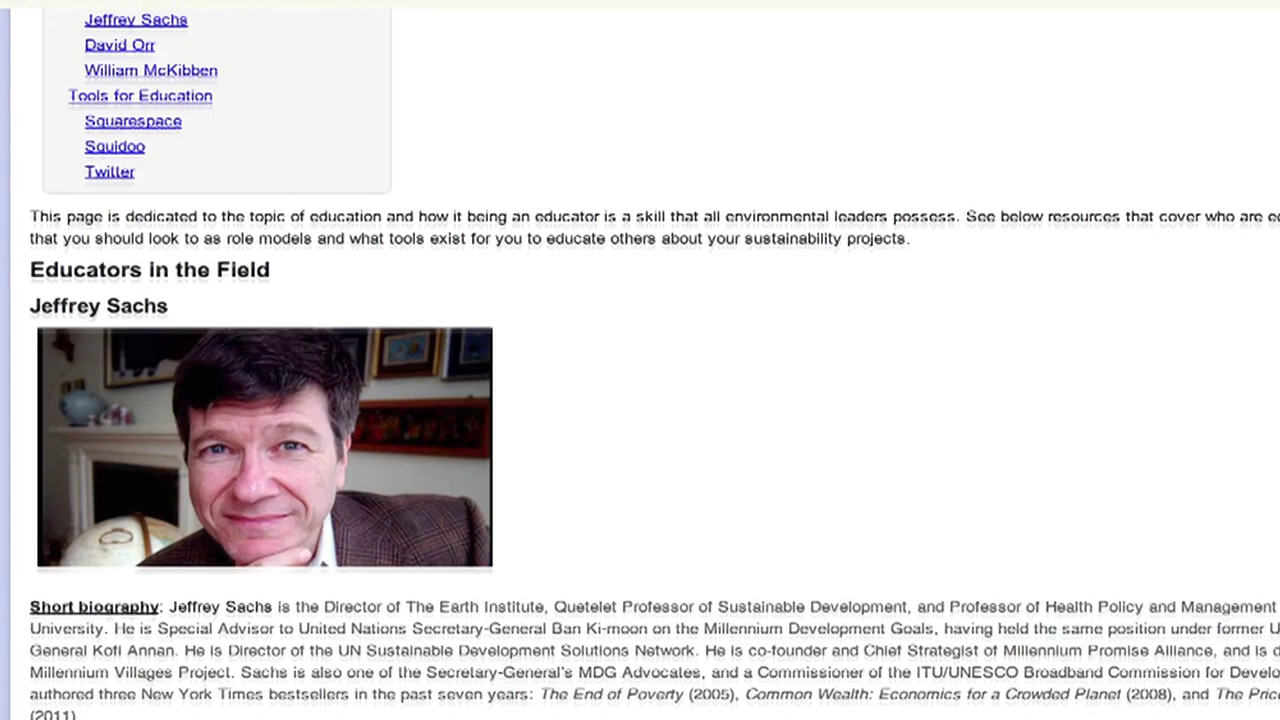 Jeffrey Sachs
David Orr
William McKibben
Tools for Education
Squarespace
Squidoo
Twitter
This page is dedicated to the topic of education and how it being an educator is a skill that all environmental leaders possess. See below resources that cover who are
that you should look to as role models and what tools exist for you to educate others about your sustainability projects.
Educators in the Field
Jeffrey Sachs
Short biography: Jeffrey Sachs is the Director of The Earth Institute, Quetelet Professor of Sustainable Development, and Professor of Health Policy and Management
University. He is Special Advisor to United Nations Secretary-General Ban Ki-moon on the Millennium Development Goals, having held the same position under former
General Kofi Annan. He is Director of the UN Sustainable Development Solutions Network. He is co-founder and Chief Strategist of Millennium Promise Alliance, and is
Millennium Villages Project. Sachs is also one of the Secretary-General's MDG Advocates, and a Commissioner of the ITU/UNESCO Broadband Commission for
authored three New York Times bestsellers in the past seven years: The End of Poverty (2005), Common Wealth: Economics for a Crowded Planet (2008), and The
(2011)